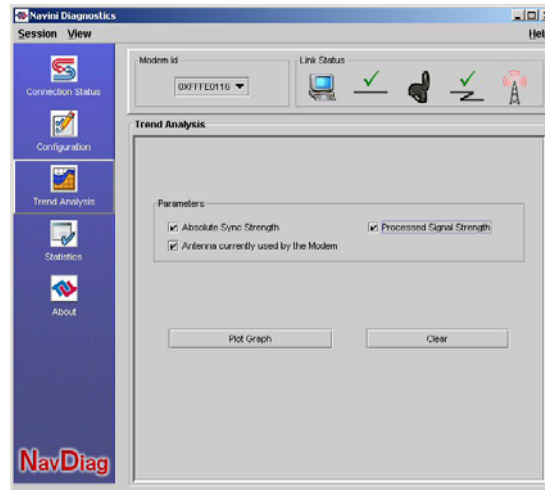 Navini Diagnostics
Session View Help
Modem Id
0XFFFE0116
Link Status
Connection Status
Configuration
Trend Analysis
Statistics
About
NavDiag
Trend Analysis
Parameters
Absolute Sync Strength
Processed Signal Strength
Antenna currently used by the Modem
Plot Graph
Clear